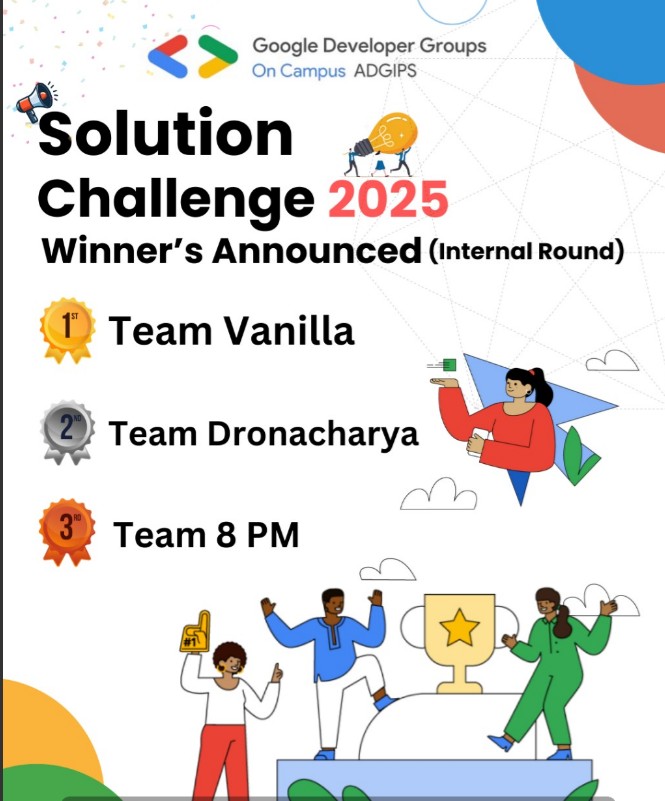 Google Developer Groups
On Campus ADGIPS
Solution
Challenge 2025
Winner's Announced (Internal Round)
1ST Team Vanilla
2ND Team Dronacharya
3RD Team 8 PM
#1